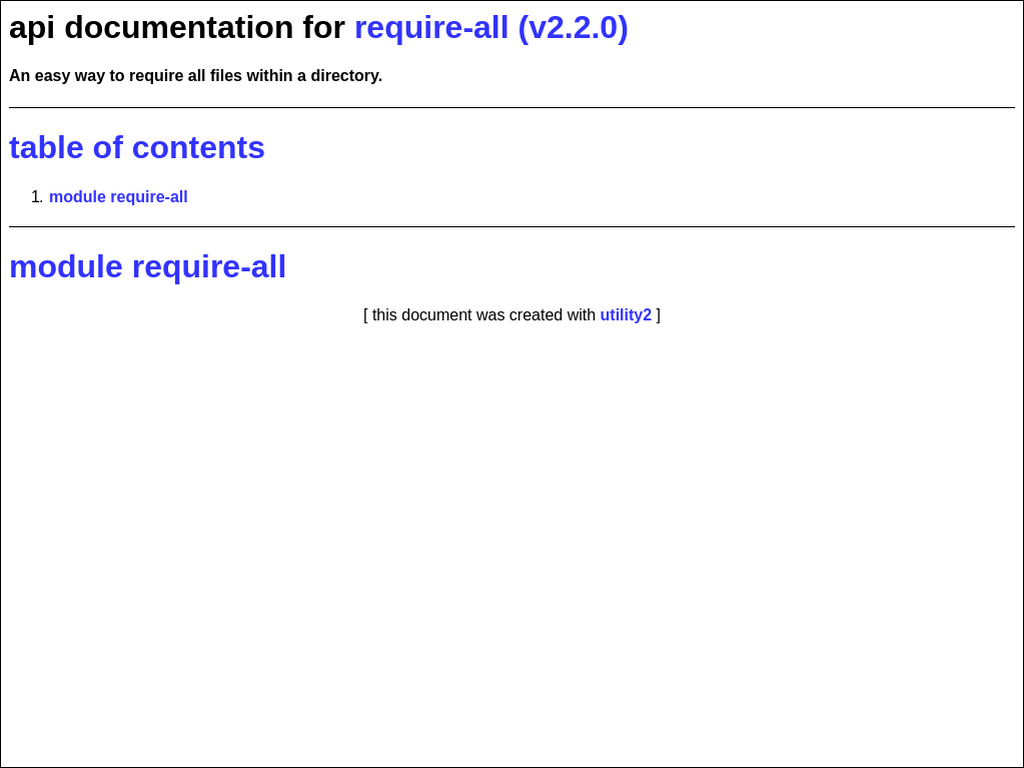 api documentation for require-all (v2.2.0)
An easy way to require all files within a directory.
table of contents
1. module require-all
module require-all
[ this document was created with utility2 ]